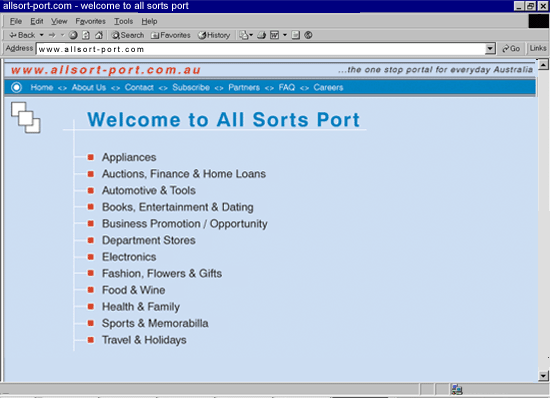 allsort-port.com - welcome to all sorts port
File Edit View Favorites Tools Help
Back Search Favorites History
Address www.allsort-port.com Go Links
www.allsort-port.com.au ...the one stop portal for everyday Australia
Home <> About Us <> Contact <> Subscribe <> Partners <> FAQ <> Careers
Welcome to All Sorts Port
Appliances
Auctions, Finance & Home Loans
Automotive & Tools
Books, Entertainment & Dating
Business Promotion / Opportunity
Department Stores
Electronics
Fashion, Flowers & Gifts
Food & Wine
Health & Family
Sports & Memorabilla
Travel & Holidays